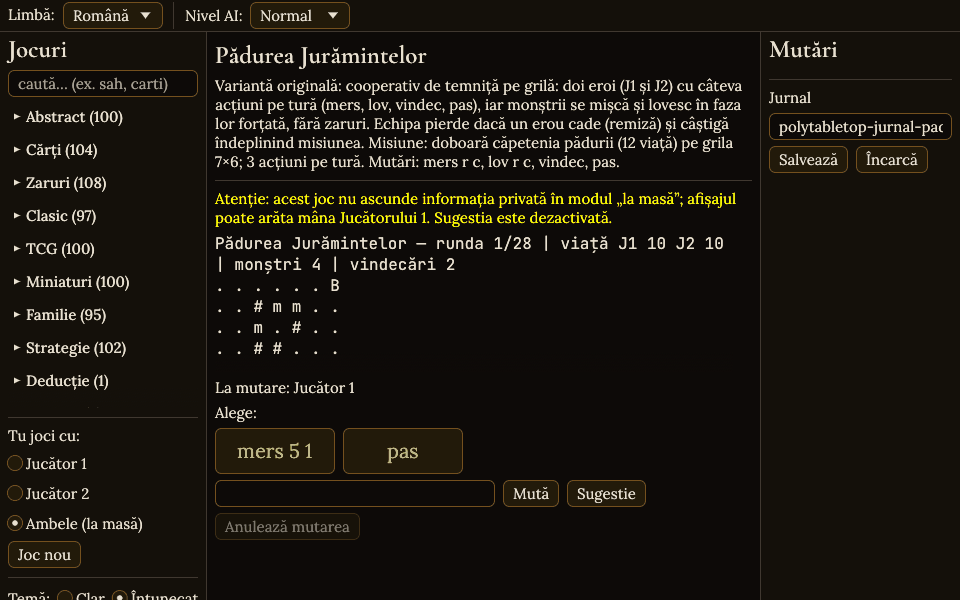 Limbă: Română ▼ Nivel AI: Normal ▼
Jocuri
caută... (ex. sah, carti)
▸ Abstract (100)
▸ Cărți (104)
▸ Zaruri (108)
▸ Clasic (97)
▸ TCG (100)
▸ Miniaturi (100)
▸ Familie (95)
▸ Strategie (102)
▸ Deducție (1)
Tu joci cu:
Jucător 1
Jucător 2
Ambele (la masă)
Joc nou
Temă: Clar Întunecat
Pădurea Jurămintelor
Variantă originală: cooperativ de temniță pe grilă: doi eroi (J1 și J2) cu câteva
acțiuni pe tură (mers, lov, vindec, pas), iar monștrii se mișcă și lovesc în faza
lor forțată, fără zaruri. Echipa pierde dacă un erou cade (remiză) și câștigă
îndeplinind misiunea. Misiune: doboară căpetenia pădurii (12 viață) pe grila
7×6; 3 acțiuni pe tură. Mutări: mers r c, lov r c, vindec, pas.
Atenție: acest joc nu ascunde informația privată în modul „la masă”; afișajul
poate arăta mâna Jucătorului 1. Sugestia este dezactivată.
Pădurea Jurămintelor — runda 1/28 | viață J1 10 J2 10
| monștri 4 | vindecări 2
. . . . . . B
. . # m m . .
. . m . # . .
. . # # . . .
La mutare: Jucător 1
Alege:
mers 5 1
pas
Mută
Sugestie
Anulează mutarea
Mutări
Jurnal
polytabletop-jurnal-pac
Salvează
Încarcă